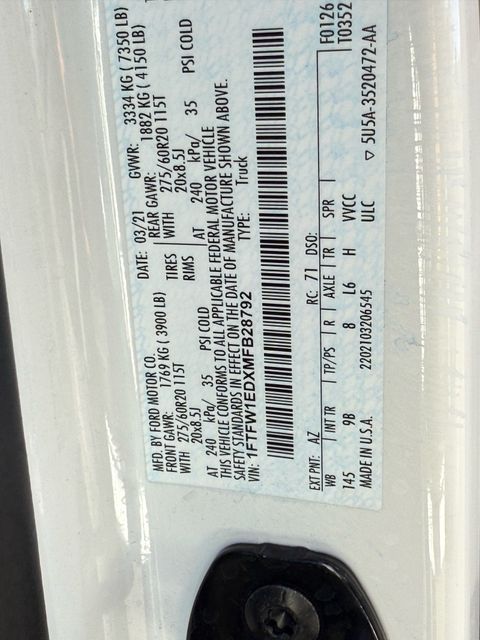 MFD. BY FORD MOTOR CO.
DATE: 03/21 GVWR: 3334 KG ( 7350 LB)
FRONT GAWR: 1769 KG ( 3900 LB) REAR GAWR: 1882 KG ( 4150 LB)
WITH 275/60R20 115T TIRES WITH 275/60R20 115T
20x8.5J RIMS 20x8.5J
AT 240 kPa/ 35 PSI COLD AT 240 kPa/ 35 PSI COLD
THIS VEHICLE CONFORMS TO ALL APPLICABLE FEDERAL MOTOR VEHICLE
SAFETY STANDARDS IN EFFECT ON THE DATE OF MANUFACTURE SHOWN ABOVE.
VIN: 1FTFW1EDXMFB28792 TYPE: Truck
F0126
T0352
EXT PNT: AZ RC: 71 DSO:
WB INT TR TP/PS R AXLE TR SPR
145 9B 8 L6 H VVCC
MADE IN U.S.A. 2202103206545 ULC
▽ 5U5A-3520472-AA